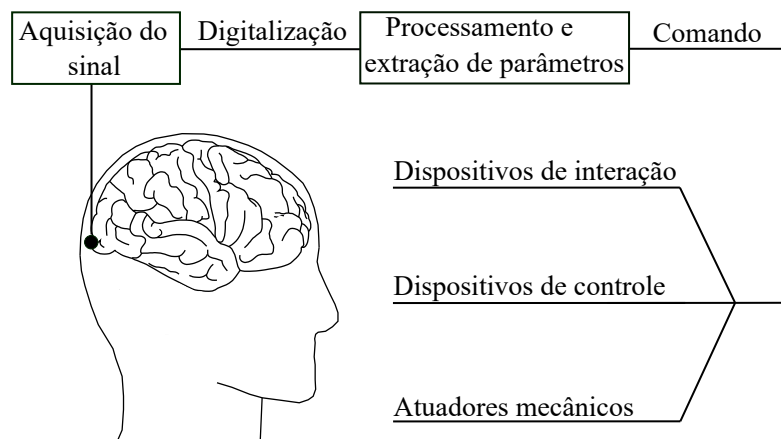 Aquisição do
sinal
Digitalização
Processamento e
extração de parâmetros
Comando
Dispositivos de interação
Dispositivos de controle
Atuadores mecânicos